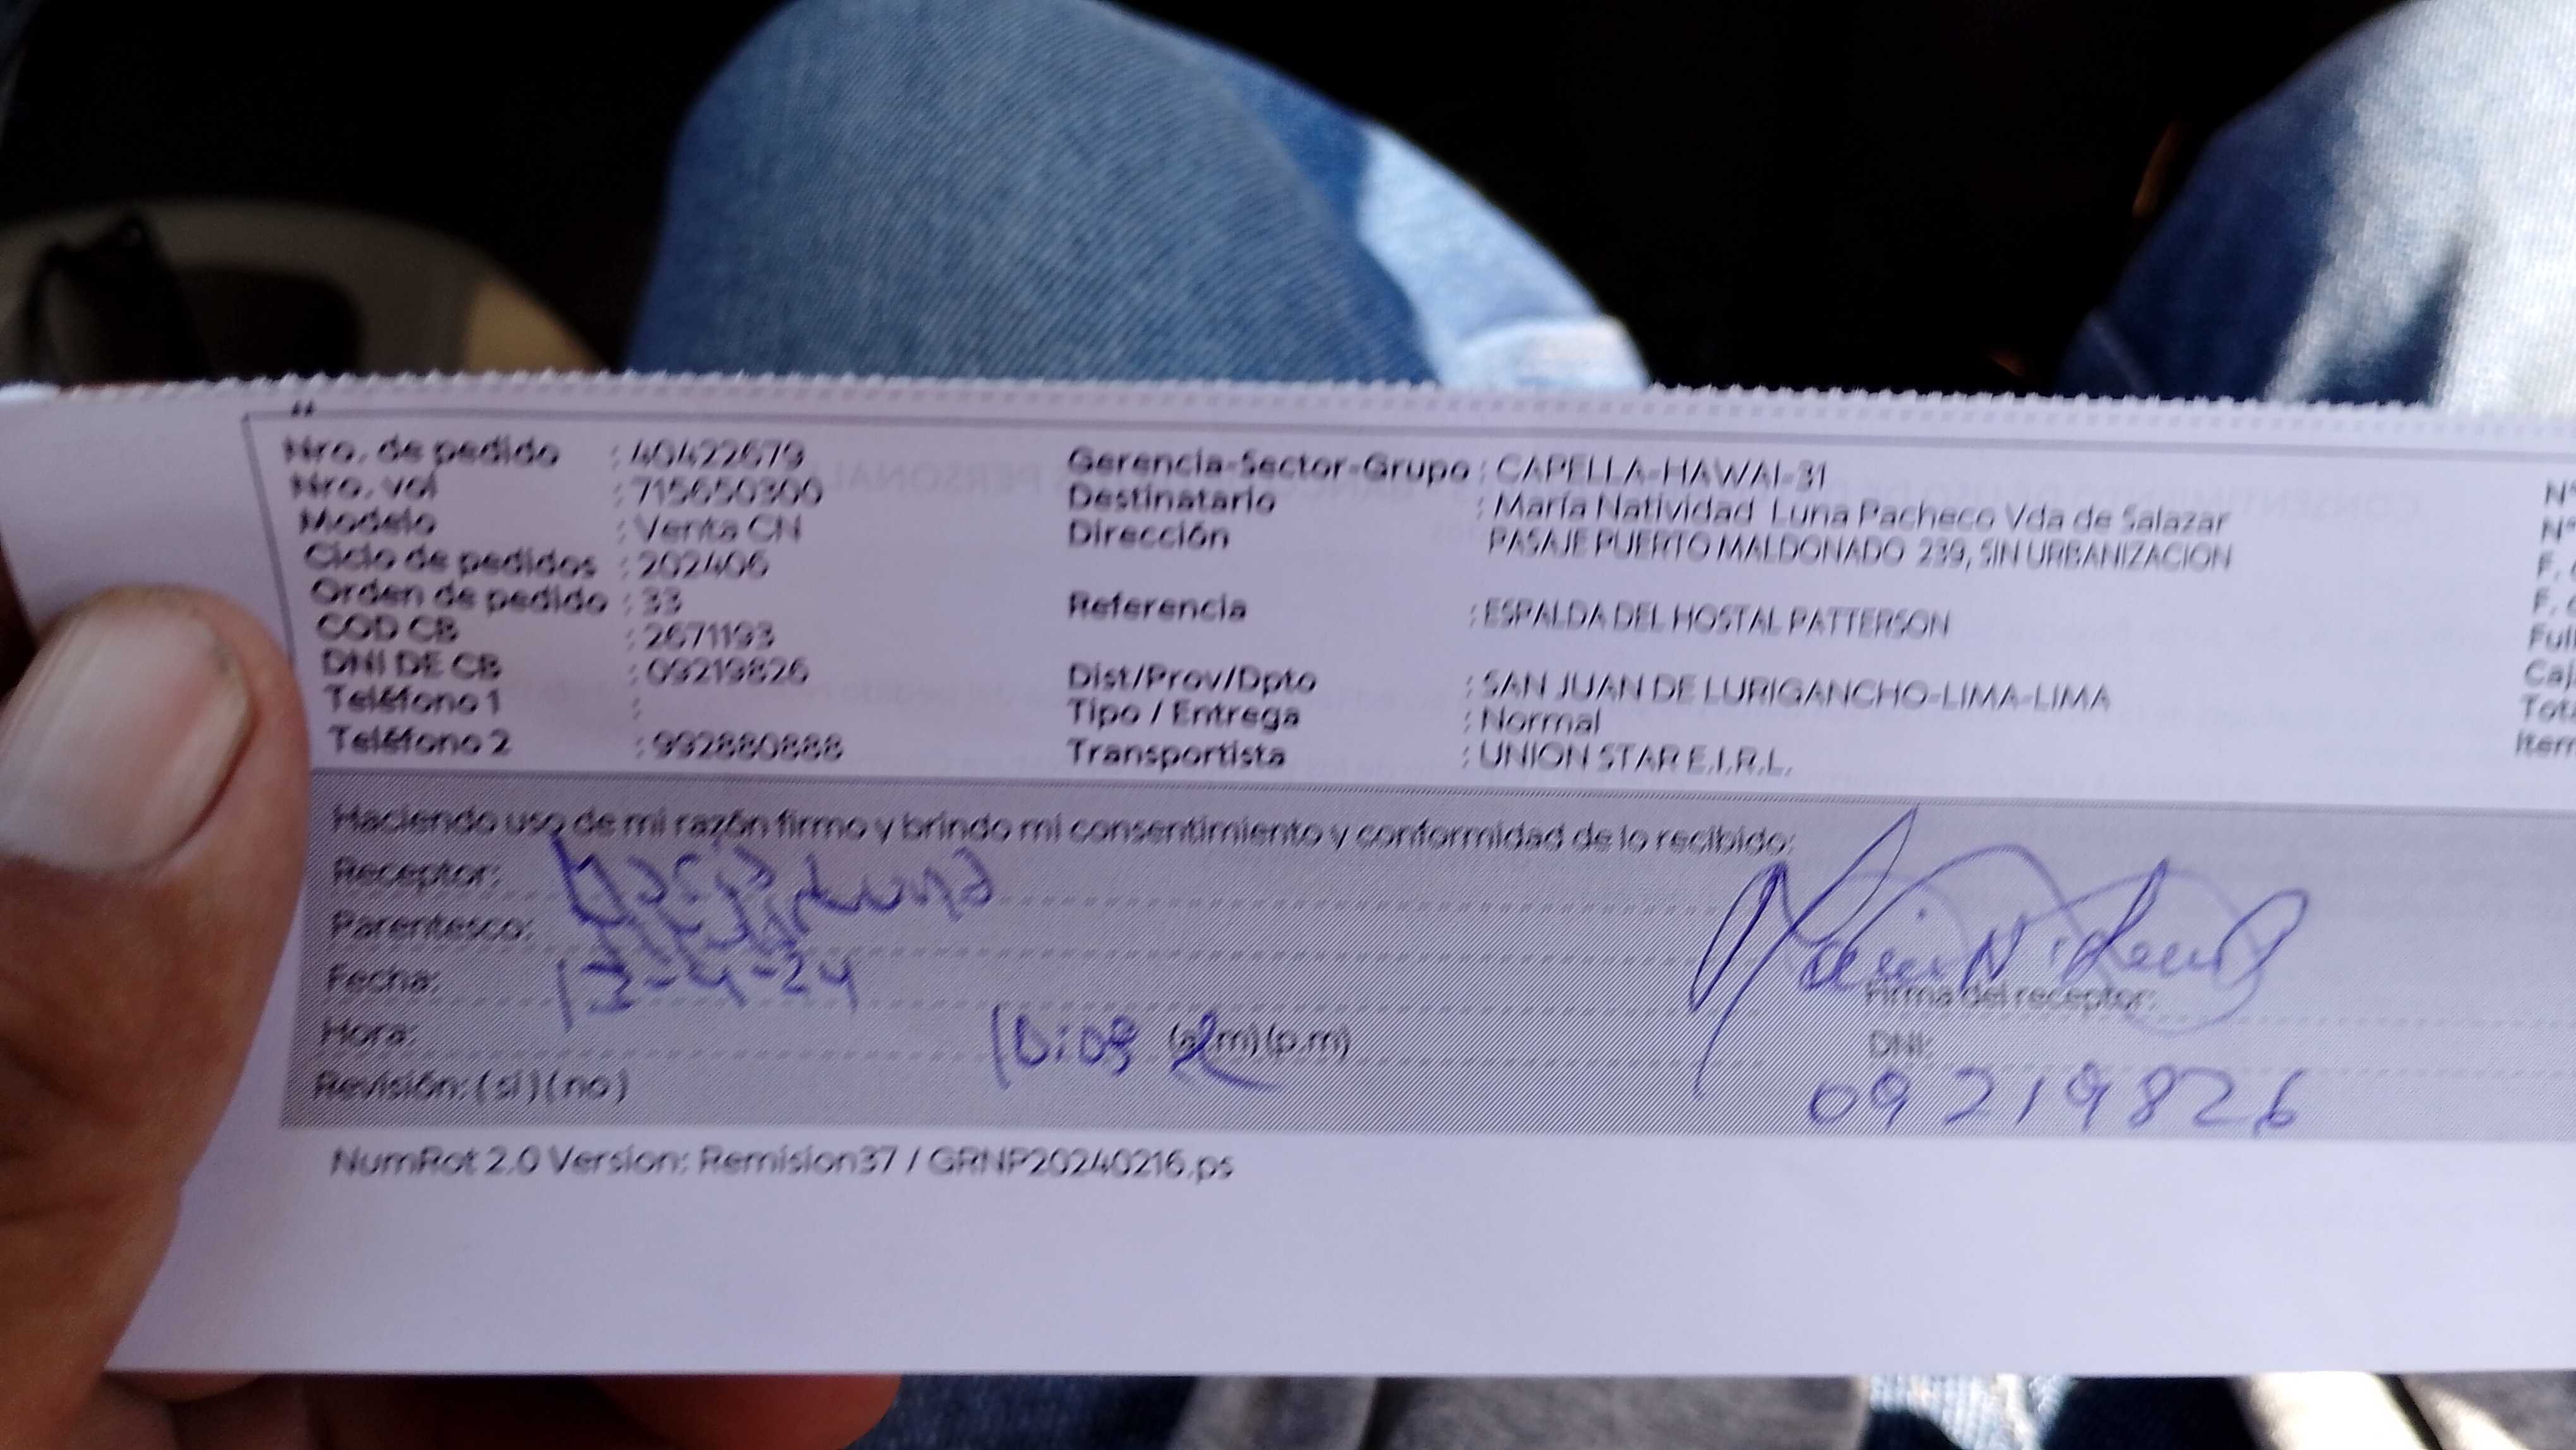 Nro. de pedido : 40422679
Nro. vol : 715650300
Modelo : Venta CN
Ciclo de pedidos : 202406
Orden de pedido : 33
COD CB : 2671193
DNI DE CB : 09219826
Teléfono 1 :
Teléfono 2 : 992880888
Gerencia-Sector-Grupo : CAPELLA-HAWAI-31
Destinatario : María Natividad Luna Pacheco Vda de Salazar
Dirección PASAJE PUERTO MALDONADO 239, SIN URBANIZACION
Referencia : ESPALDA DEL HOSTAL PATTERSON
Dist/Prov/Dpto : SAN JUAN DE LURIGANCHO-LIMA-LIMA
Tipo / Entrega : Normal
Transportista : UNION STAR E.I.R.L.
Haciendo uso de mi razón firmo y brindo mi consentimiento y conformidad de lo recibido:
Receptor: María Luna
Parentesco:
Fecha: 12-4-24
Hora: 10:09 (a.m)(p.m)
Revisión: (si) (no)
Firma del receptor:
DNI:
09219826
NumRot 2.0 Version: Remision37 / GRNP20240216.ps